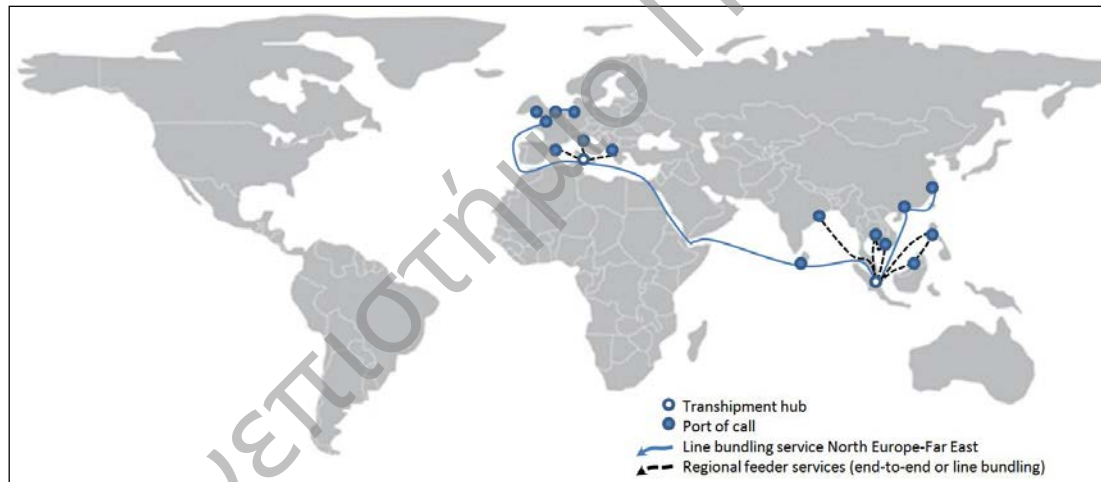 νεπιστήμιο Π
Transhipment hub
Port of call
Line bundling service North Europe-Far East
Regional feeder services (end-to-end or line bundling)